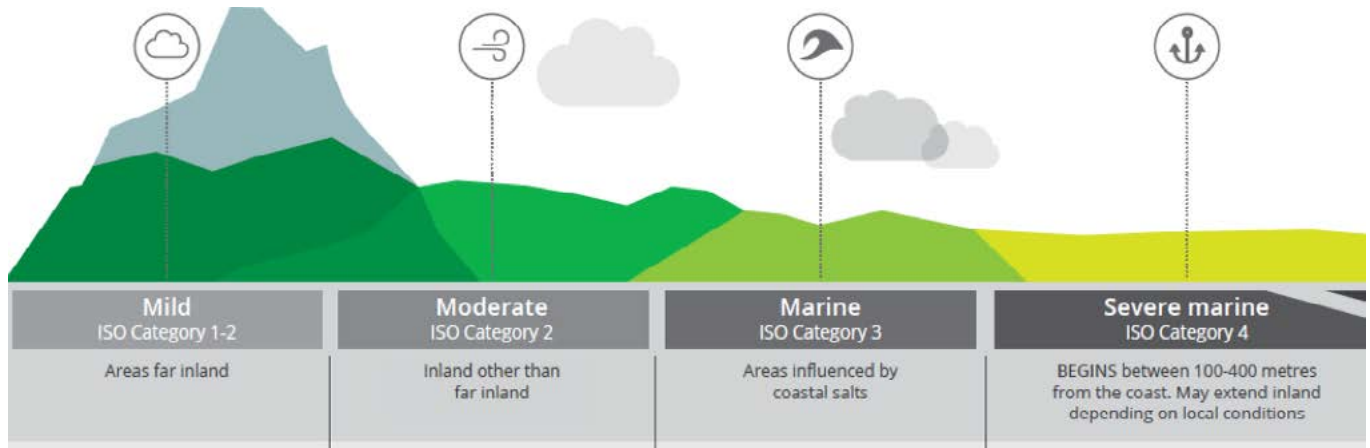 Mild
ISO Category 1-2
Moderate
ISO Category 2
Marine
ISO Category 3
Severe marine
ISO Category 4
Areas far inland
Inland other than
far inland
Areas influenced by
coastal salts
BEGINS between 100-400 metres
from the coast. May extend inland
depending on local conditions